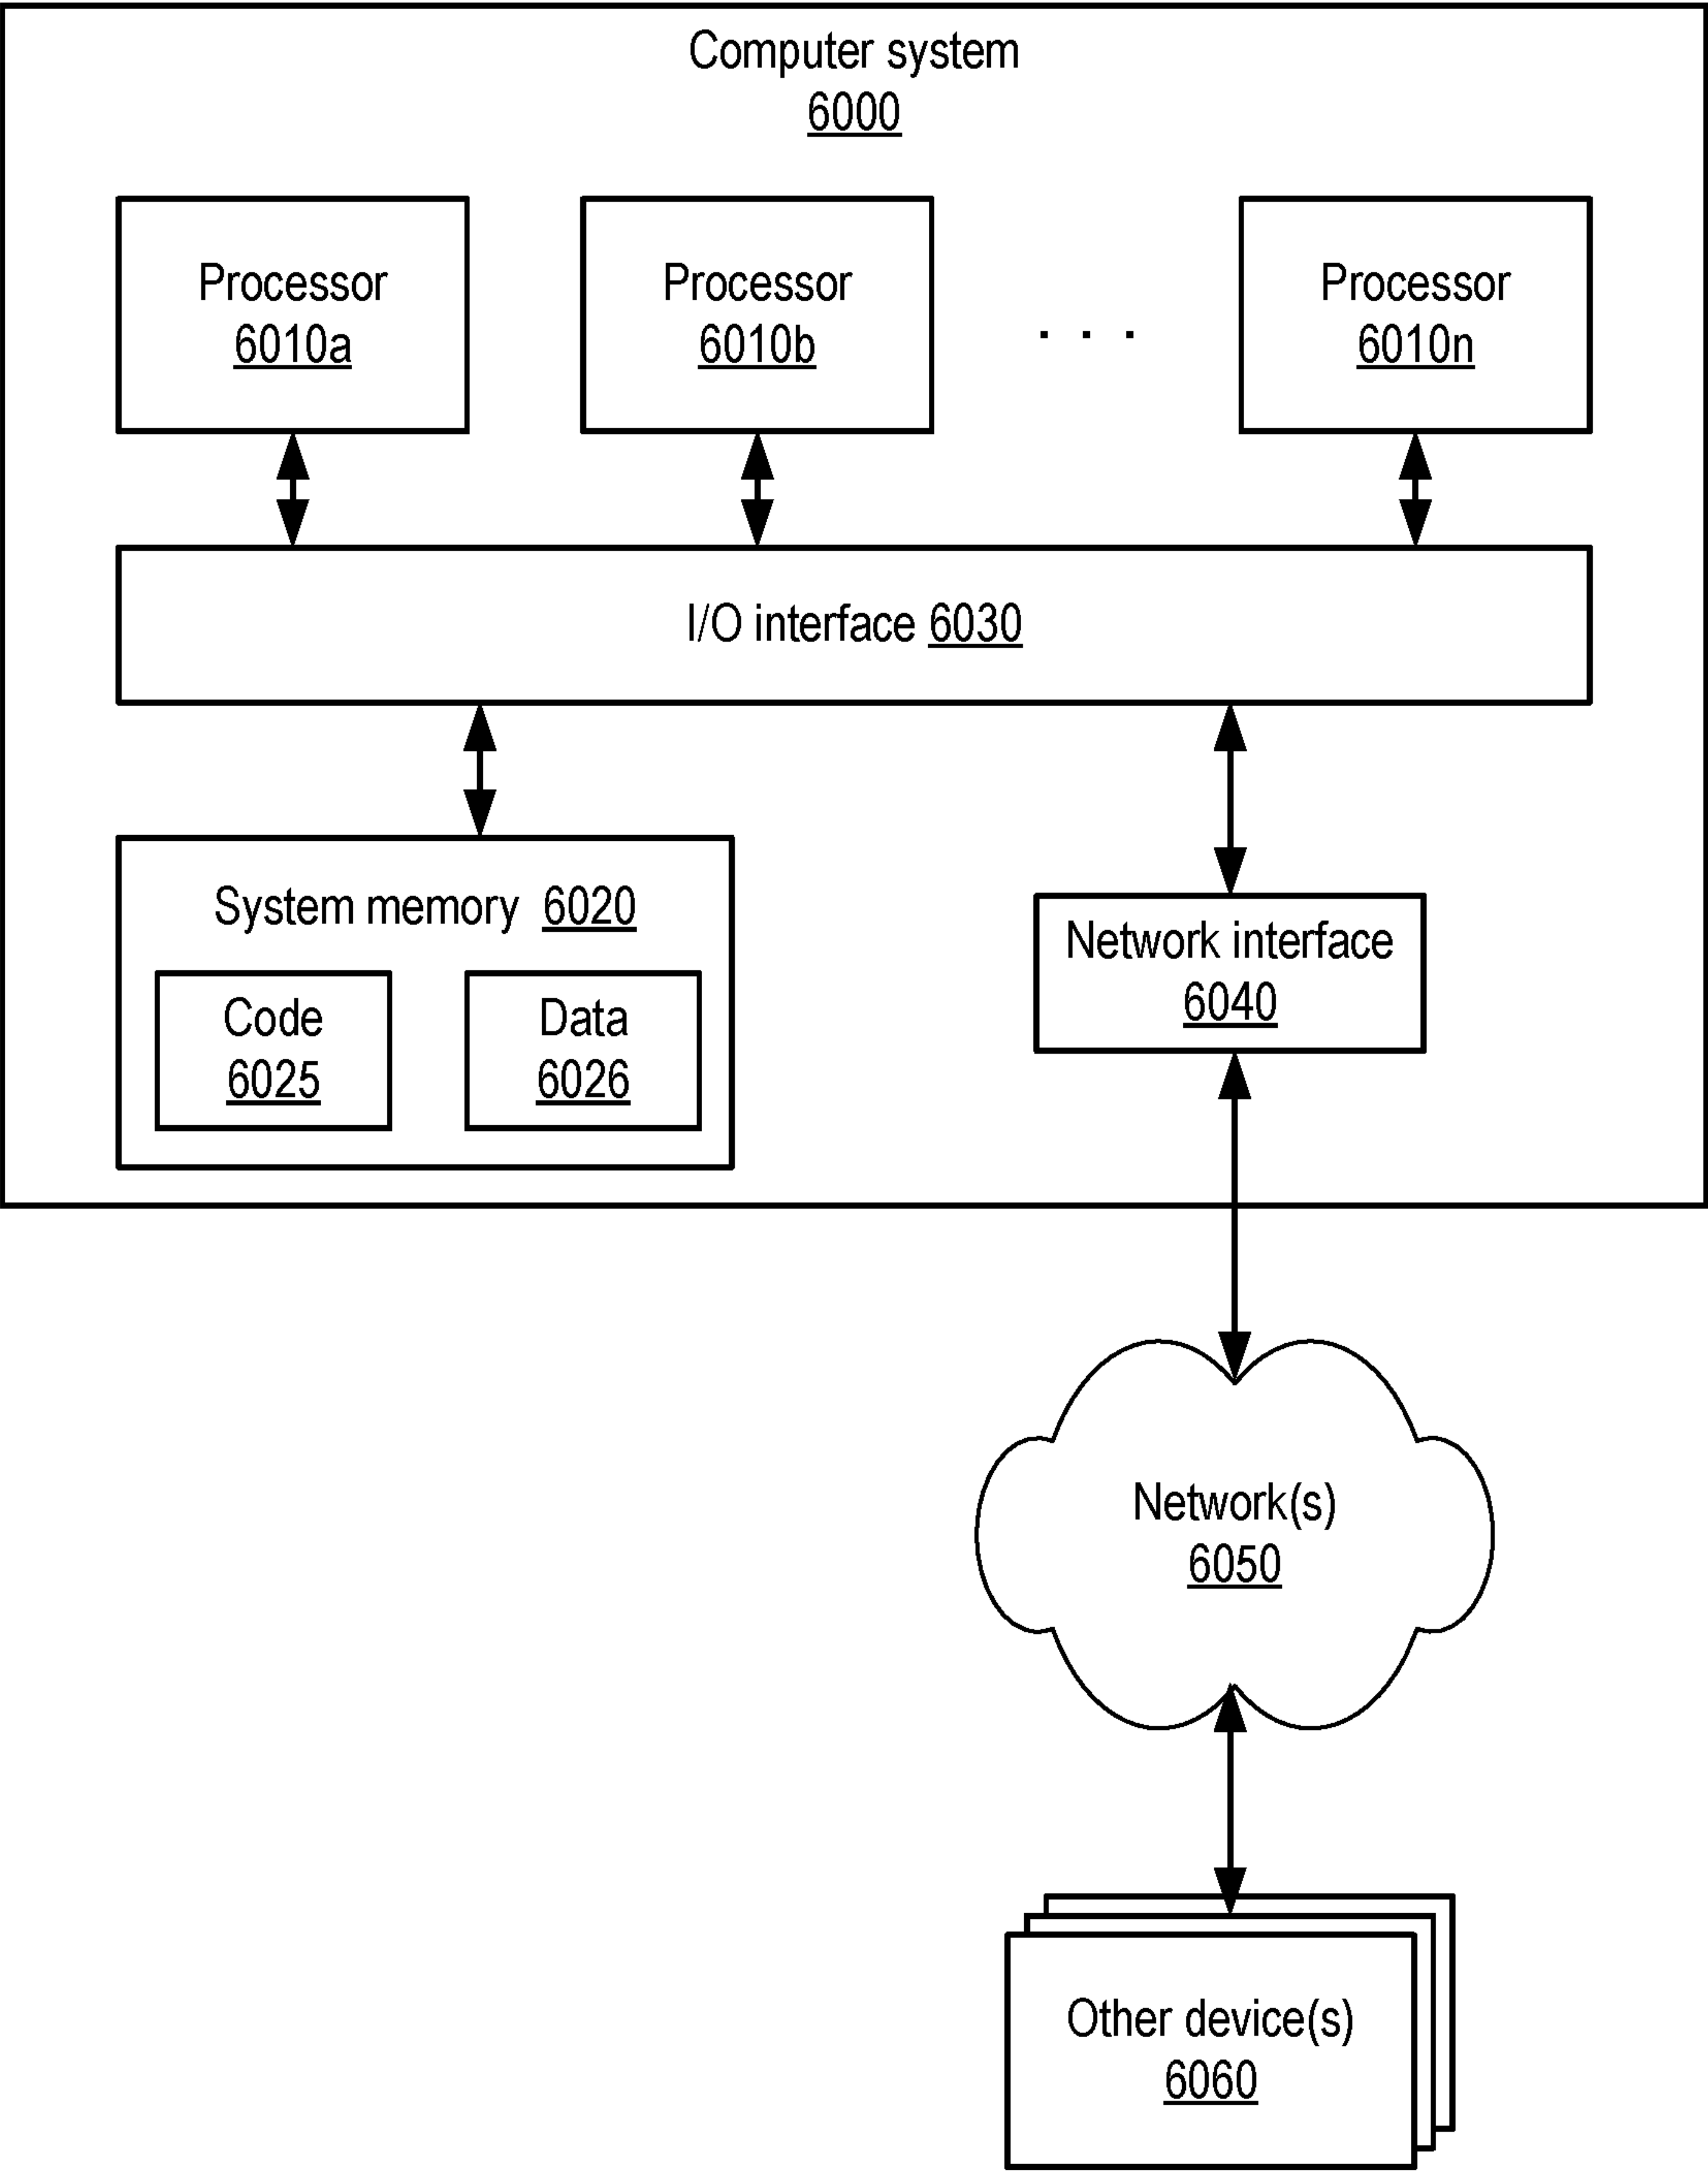 Computer system
6000
Processor
6010a
Processor
6010b
. . .
Processor
6010n
I/O interface 6030
System memory 6020
Code
6025
Data
6026
Network interface
6040
Network(s)
6050
Other device(s)
6060